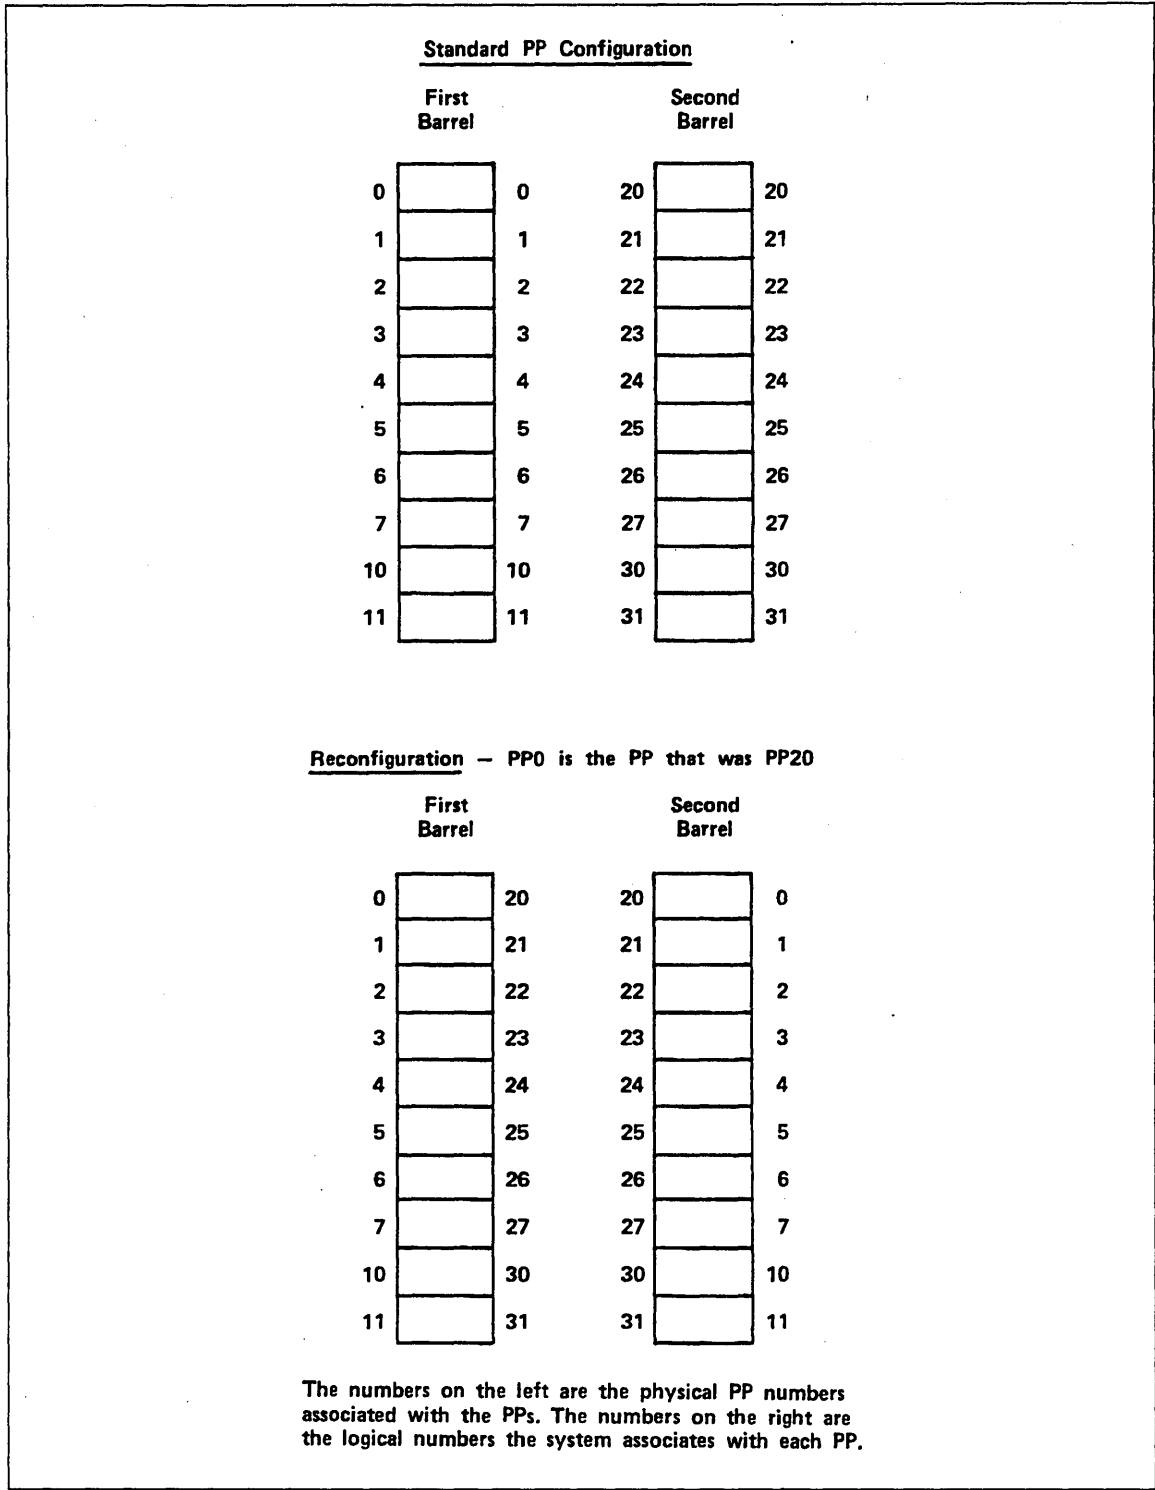 Standard PP Configuration
First Second
Barrel Barrel
0 0 20 20
1 1 21 21
2 2 22 22
3 3 23 23
4 4 24 24
5 5 25 25
6 6 26 26
7 7 27 27
10 10 30 30
11 11 31 31
Reconfiguration — PP0 is the PP that was PP20
First Second
Barrel Barrel
0 20 20 0
1 21 21 1
2 22 22 2
3 23 23 3
4 24 24 4
5 25 25 5
6 26 26 6
7 27 27 7
10 30 30 10
11 31 31 11
The numbers on the left are the physical PP numbers
associated with the PPs. The numbers on the right are
the logical numbers the system associates with each PP.